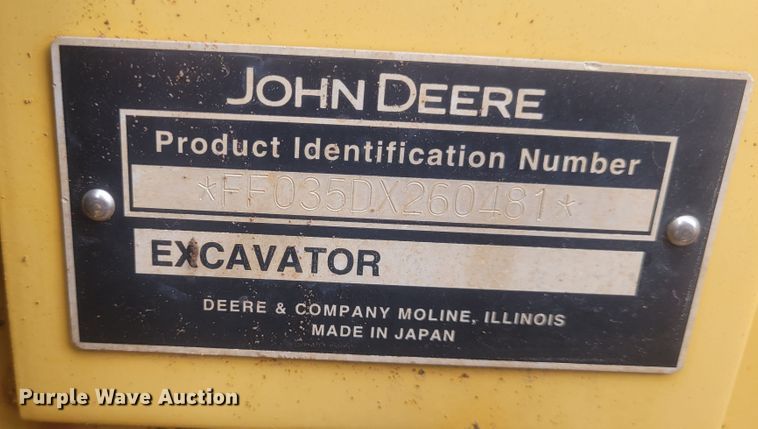 JOHN DEERE
Product Identification Number
*FF035DX260481*
EXCAVATOR
DEERE & COMPANY MOLINE, ILLINOIS
MADE IN JAPAN
Purple Wave Auction